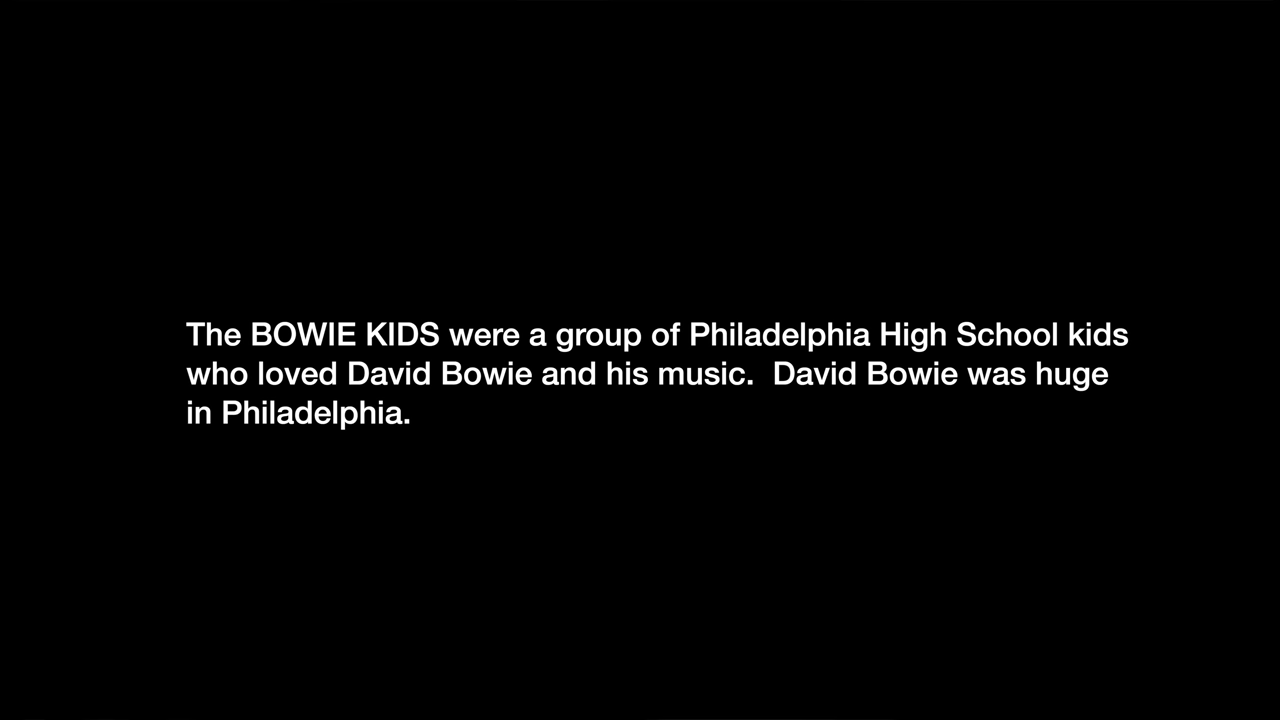 The BOWIE KIDS were a group of Philadelphia High School kids
who loved David Bowie and his music.  David Bowie was huge
in Philadelphia.